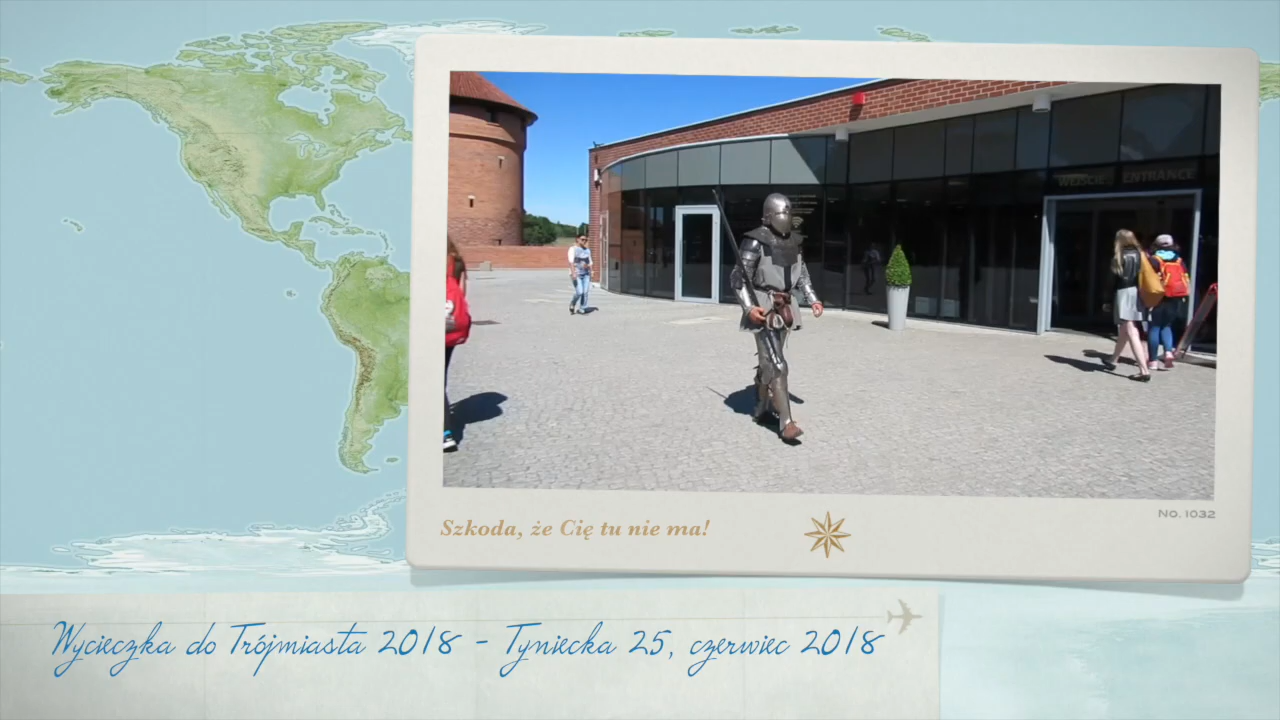 WEJŚCIE ENTRANCE
Szkoda, że Cię tu nie ma!
No. 1032
Wycieczka do Trójmiasta 2018 - Tyniecka 25, czerwiec 2018